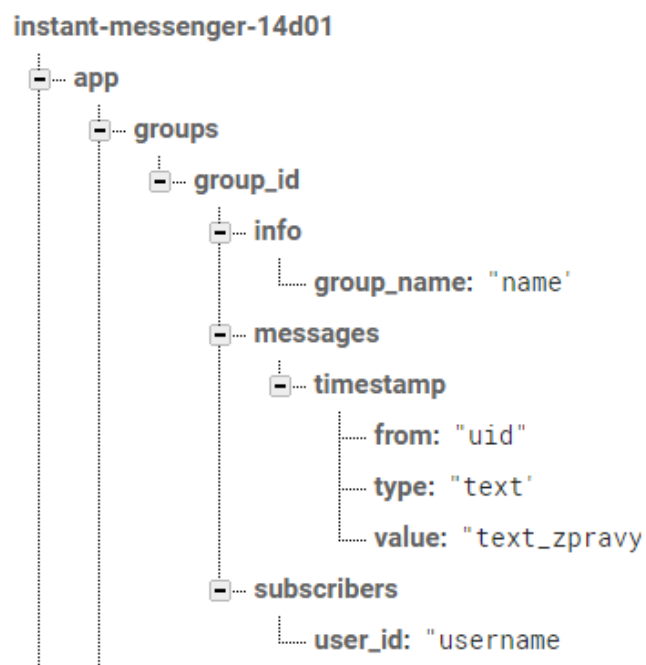 instant-messenger-14d01
app
groups
group_id
info
group_name: "name'
messages
timestamp
from: "uid"
type: "text'
value: "text_zpravy
subscribers
user_id: "username